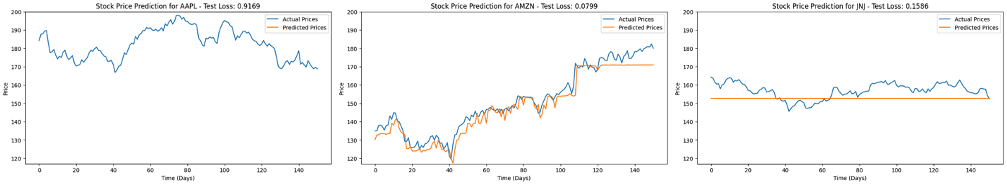 Stock Price Prediction for AAPL - Test Loss: 0.9169
Actual Prices
Predicted Prices
200
190
180
170
160
150
140
130
120
Price
0 20 40 60 80 100 120 140
Time (Days)
Stock Price Prediction for AMZN - Test Loss: 0.0799
Actual Prices
Predicted Prices
200
190
180
170
160
150
140
130
120
Price
0 20 40 60 80 100 120 140
Time (Days)
Stock Price Prediction for JNJ - Test Loss: 0.1586
Actual Prices
Predicted Prices
200
190
180
170
160
150
140
130
120
Price
0 20 40 60 80 100 120 140
Time (Days)